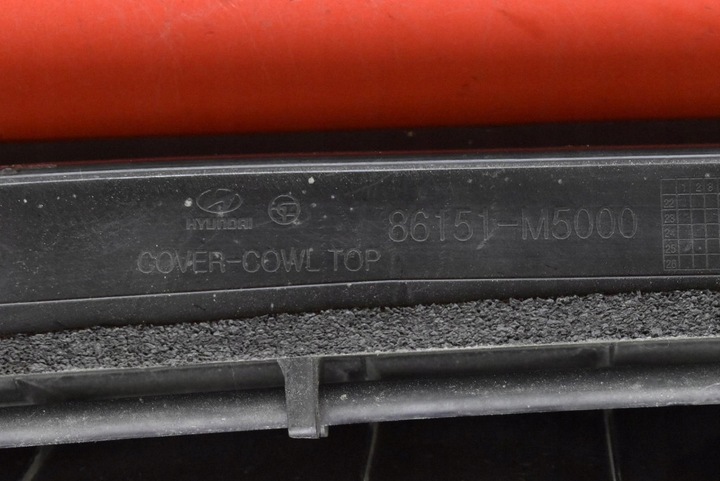 HYUNDAI
86151-M5000
COVER-COWL TOP